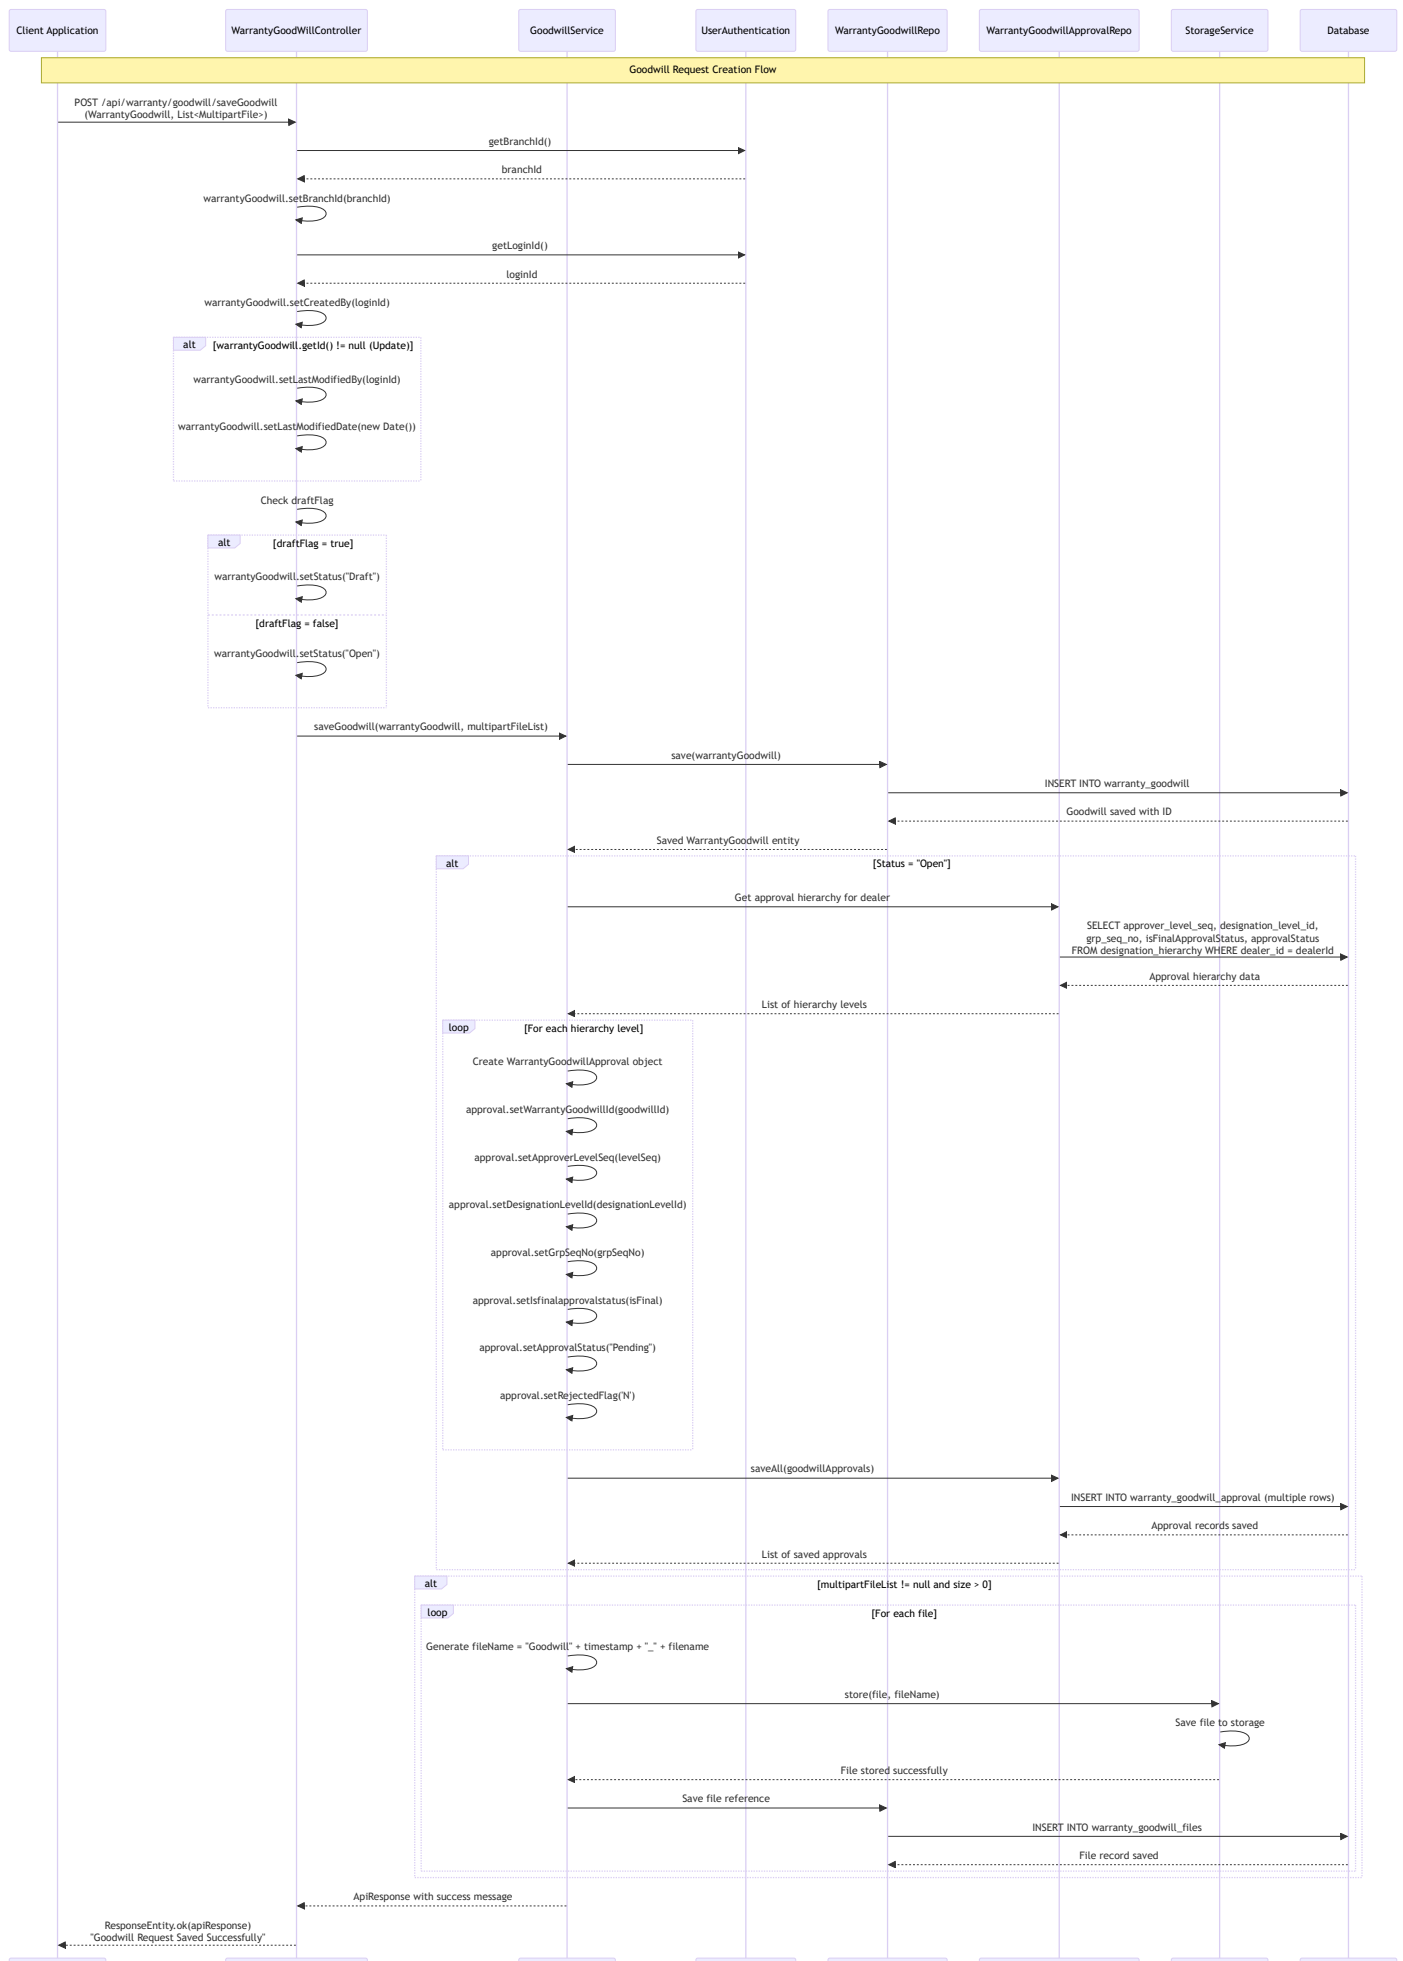 Client Application
WarrantyGoodWillController
GoodwillService
UserAuthentication
WarrantyGoodwillRepo
WarrantyGoodwillApprovalRepo
StorageService
Database
Goodwill Request Creation Flow
POST /api/warranty/goodwill/saveGoodwill
(WarrantyGoodwill, List<MultipartFile>)
getBranchId()
branchId
warrantyGoodwill.setBranchId(branchId)
getLoginId()
loginId
warrantyGoodwill.setCreatedBy(loginId)
alt
[warrantyGoodwill.getId() != null (Update)]
warrantyGoodwill.setLastModifiedBy(loginId)
warrantyGoodwill.setLastModifiedDate(new Date())
Check draftFlag
alt
[draftFlag = true]
warrantyGoodwill.setStatus("Draft")
[draftFlag = false]
warrantyGoodwill.setStatus("Open")
saveGoodwill(warrantyGoodwill, multipartFileList)
save(warrantyGoodwill)
INSERT INTO warranty_goodwill
Goodwill saved with ID
Saved WarrantyGoodwill entity
alt
[Status = "Open"]
Get approval hierarchy for dealer
SELECT approver_level_seq, designation_level_id,
grp_seq_no, isFinalApprovalStatus, approvalStatus
FROM designation_hierarchy WHERE dealer_id = dealerId
Approval hierarchy data
List of hierarchy levels
loop
[For each hierarchy level]
Create WarrantyGoodwillApproval object
approval.setWarrantyGoodwillId(goodwillId)
approval.setApproverLevelSeq(levelSeq)
approval.setDesignationLevelId(designationLevelId)
approval.setGrpSeqNo(grpSeqNo)
approval.setIsfinalapprovalstatus(isFinal)
approval.setApprovalStatus("Pending")
approval.setRejectedFlag('N')
saveAll(goodwillApprovals)
INSERT INTO warranty_goodwill_approval (multiple rows)
Approval records saved
List of saved approvals
alt
[multipartFileList != null and size > 0]
loop
[For each file]
Generate fileName = "Goodwill" + timestamp + "_" + filename
store(file, fileName)
Save file to storage
File stored successfully
Save file reference
INSERT INTO warranty_goodwill_files
File record saved
ApiResponse with success message
ResponseEntity.ok(apiResponse)
"Goodwill Request Saved Successfully"